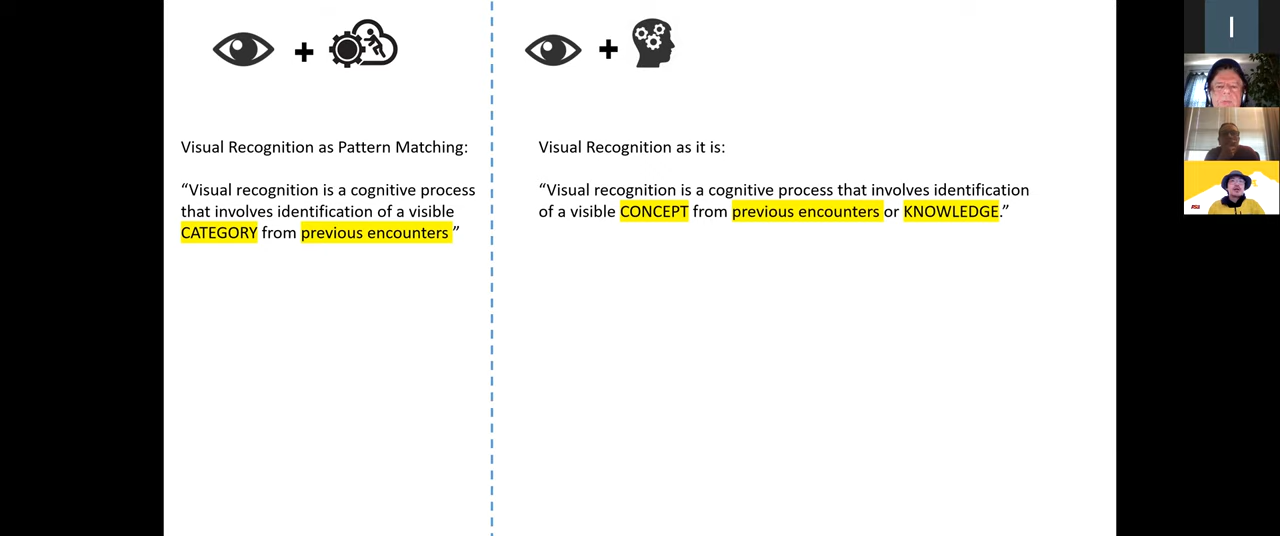 Visual Recognition as Pattern Matching:
“Visual recognition is a cognitive process
that involves identification of a visible
CATEGORY from previous encounters ”
Visual Recognition as it is:
“Visual recognition is a cognitive process that involves identification
of a visible CONCEPT from previous encounters or KNOWLEDGE.”
I